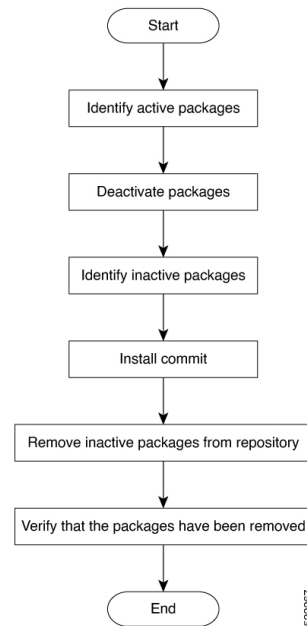 Start
Identify active packages
Deactivate packages
Identify inactive packages
Install commit
Remove inactive packages from repository
Verify that the packages have been removed
End